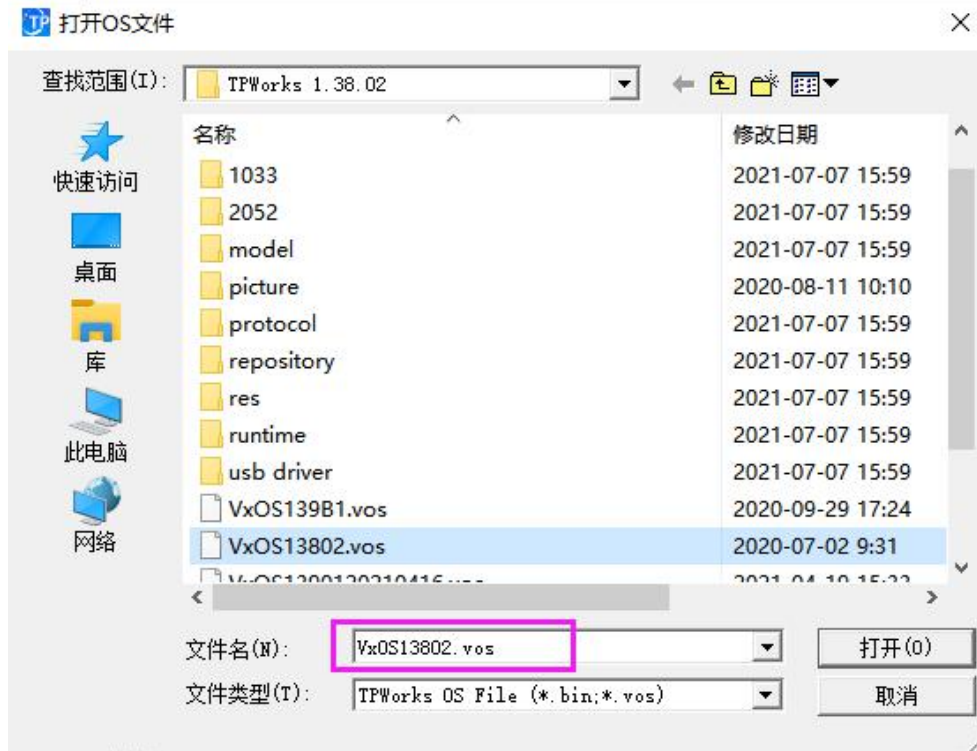 TP 打开OS文件
查找范围(I): TPWorks 1.38.02
名称 修改日期
快速访问
桌面
库
此电脑
网络
1033 2021-07-07 15:59
2052 2021-07-07 15:59
model 2021-07-07 15:59
picture 2020-08-11 10:10
protocol 2021-07-07 15:59
repository 2021-07-07 15:59
res 2021-07-07 15:59
runtime 2021-07-07 15:59
usb driver 2021-07-07 15:59
VxOS139B1.vos 2020-09-29 17:24
VxOS13802.vos 2020-07-02 9:31
文件名(N): VxOS13802.vos 打开(O)
文件类型(T): TPWorks OS File (*.bin;*.vos) 取消